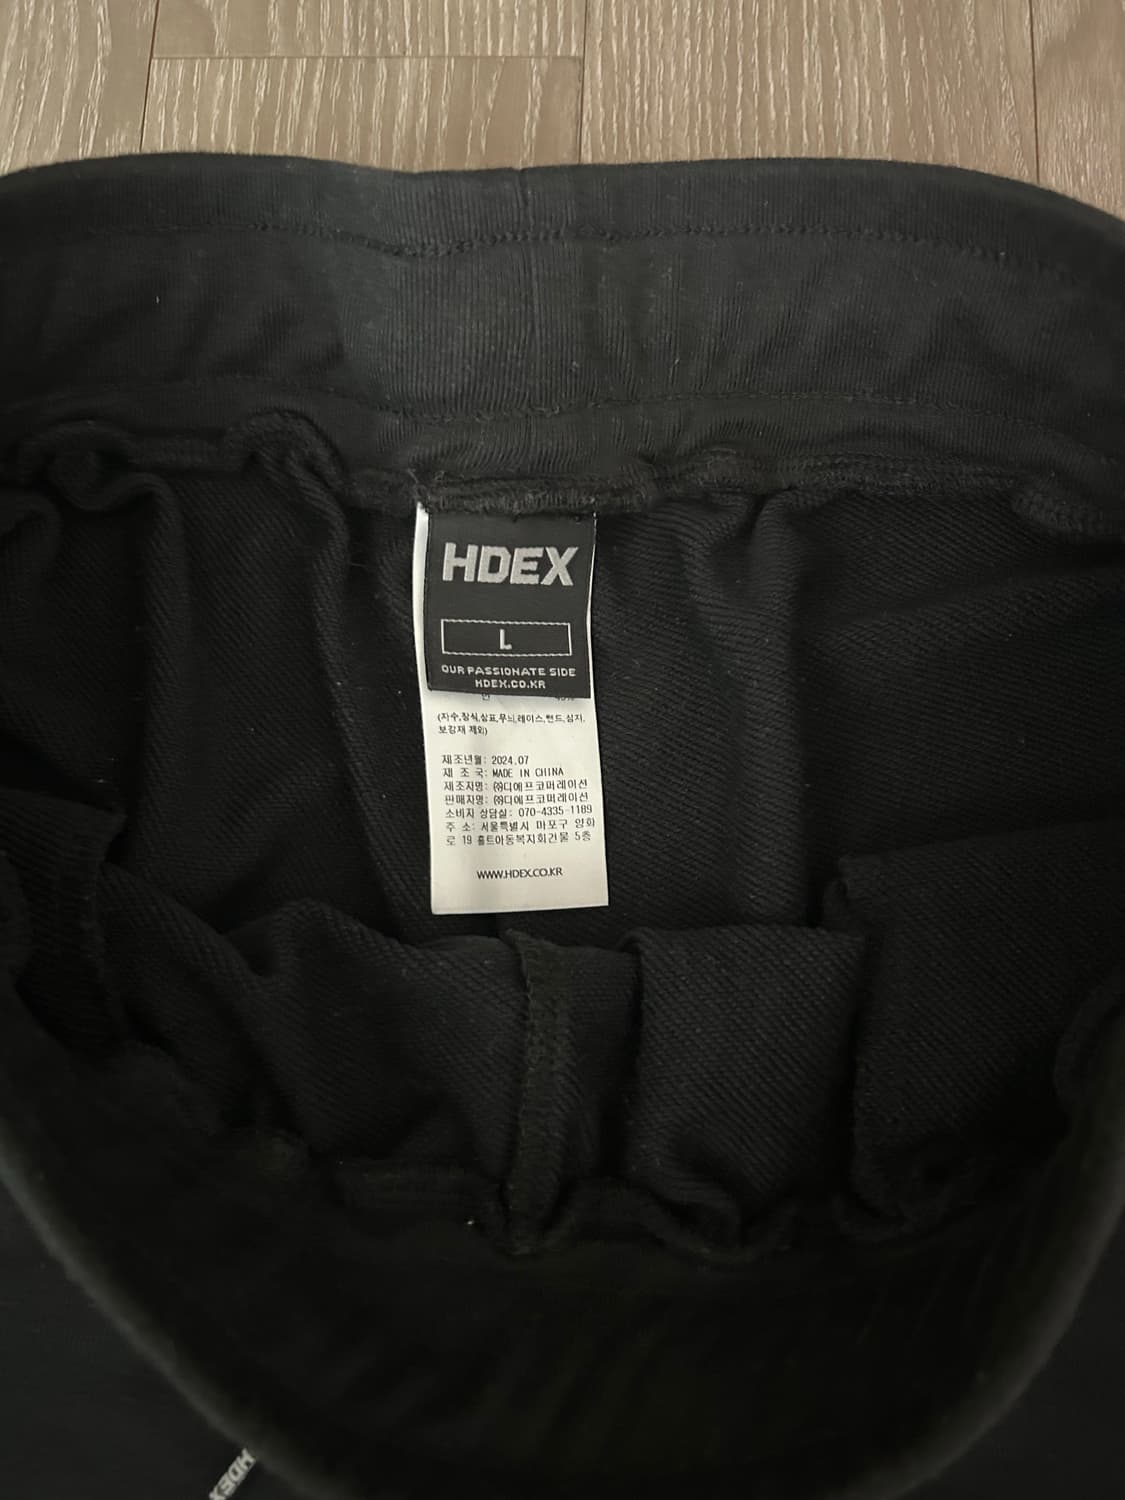 HDEX
L
OUR PASSIONATE SIDE
HDEX.CO.KR
(자수,장식,상표,무늬,레이스,밴드,심지,
보강재 제외)
제조년월: 2024.07
제 조 국: MADE IN CHINA
제조자명: ㈜디에프코퍼레이션
판매자명: ㈜디에프코퍼레이션
소비자 상담실: 070-4335-1189
주 소: 서울특별시 마포구 양화
로 19 홀트아동복지회건물 5층
WWW.HDEX.CO.KR
HDEX